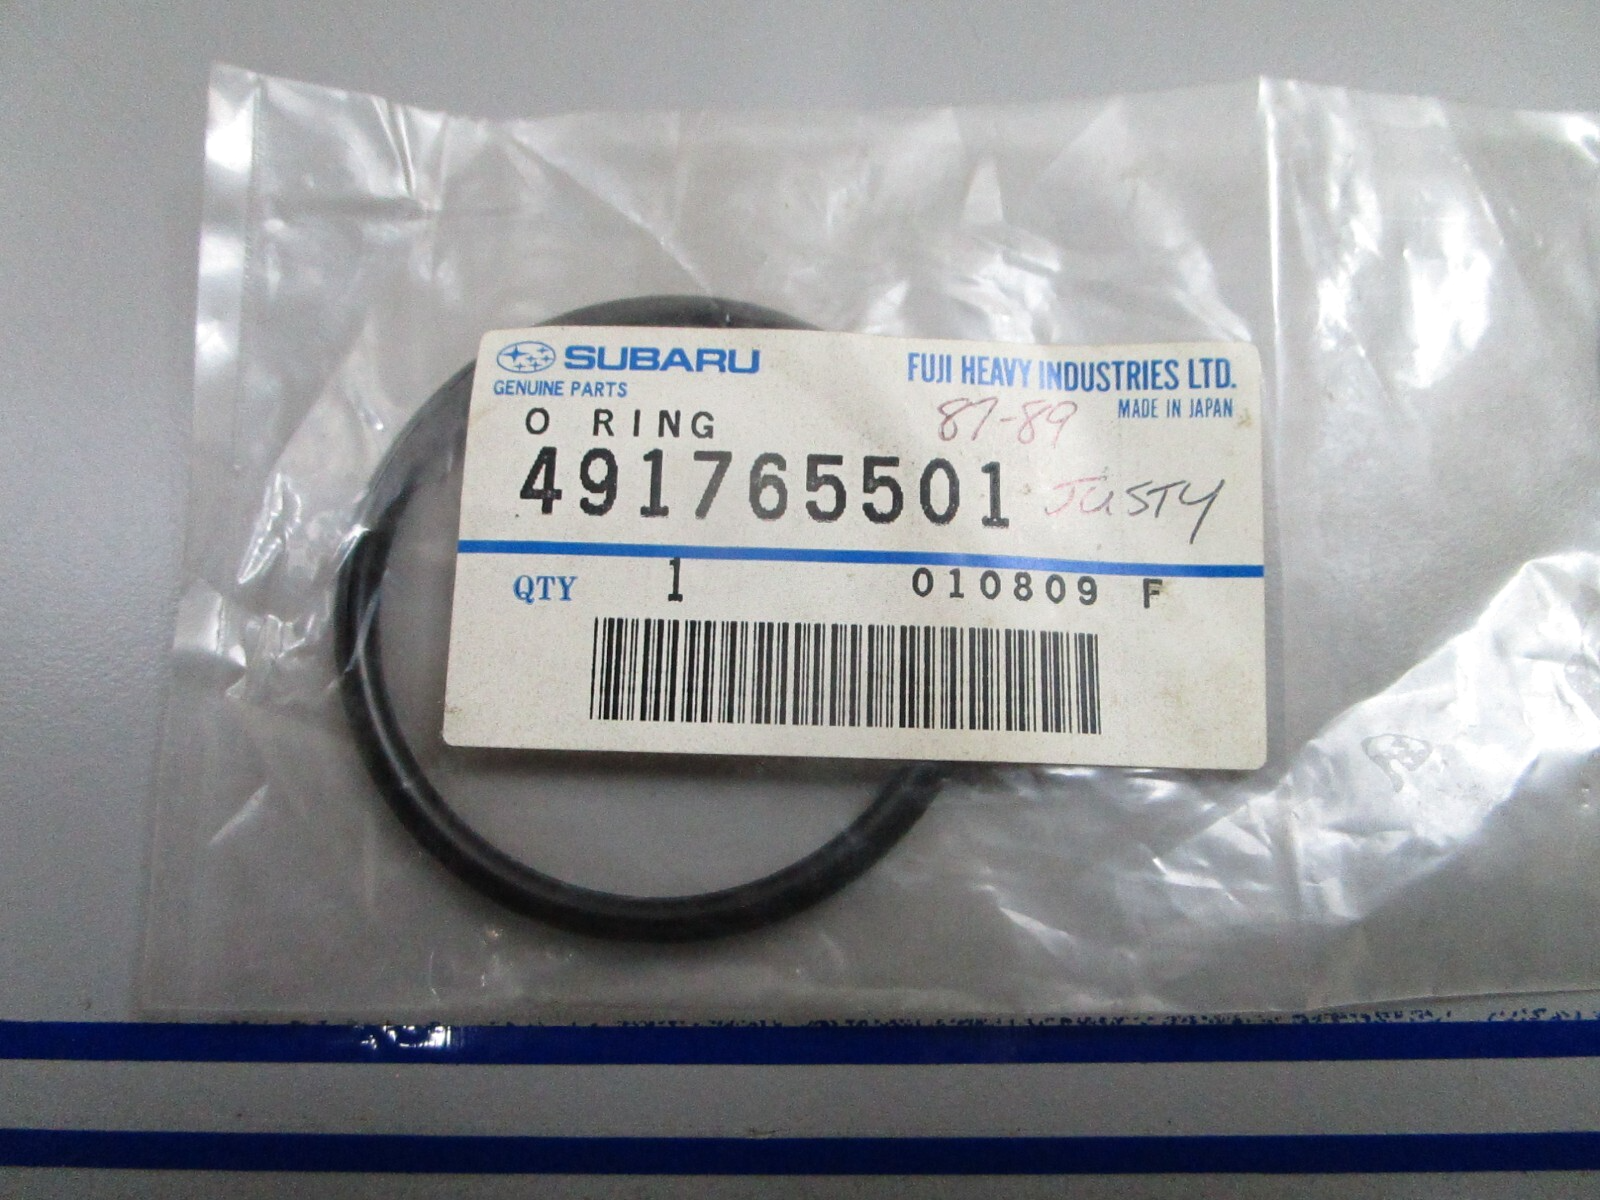 SUBARU
GENUINE PARTS
FUJI HEAVY INDUSTRIES LTD.
MADE IN JAPAN
O RING
87-89
491765501
JUSTY
QTY 1 010809 F